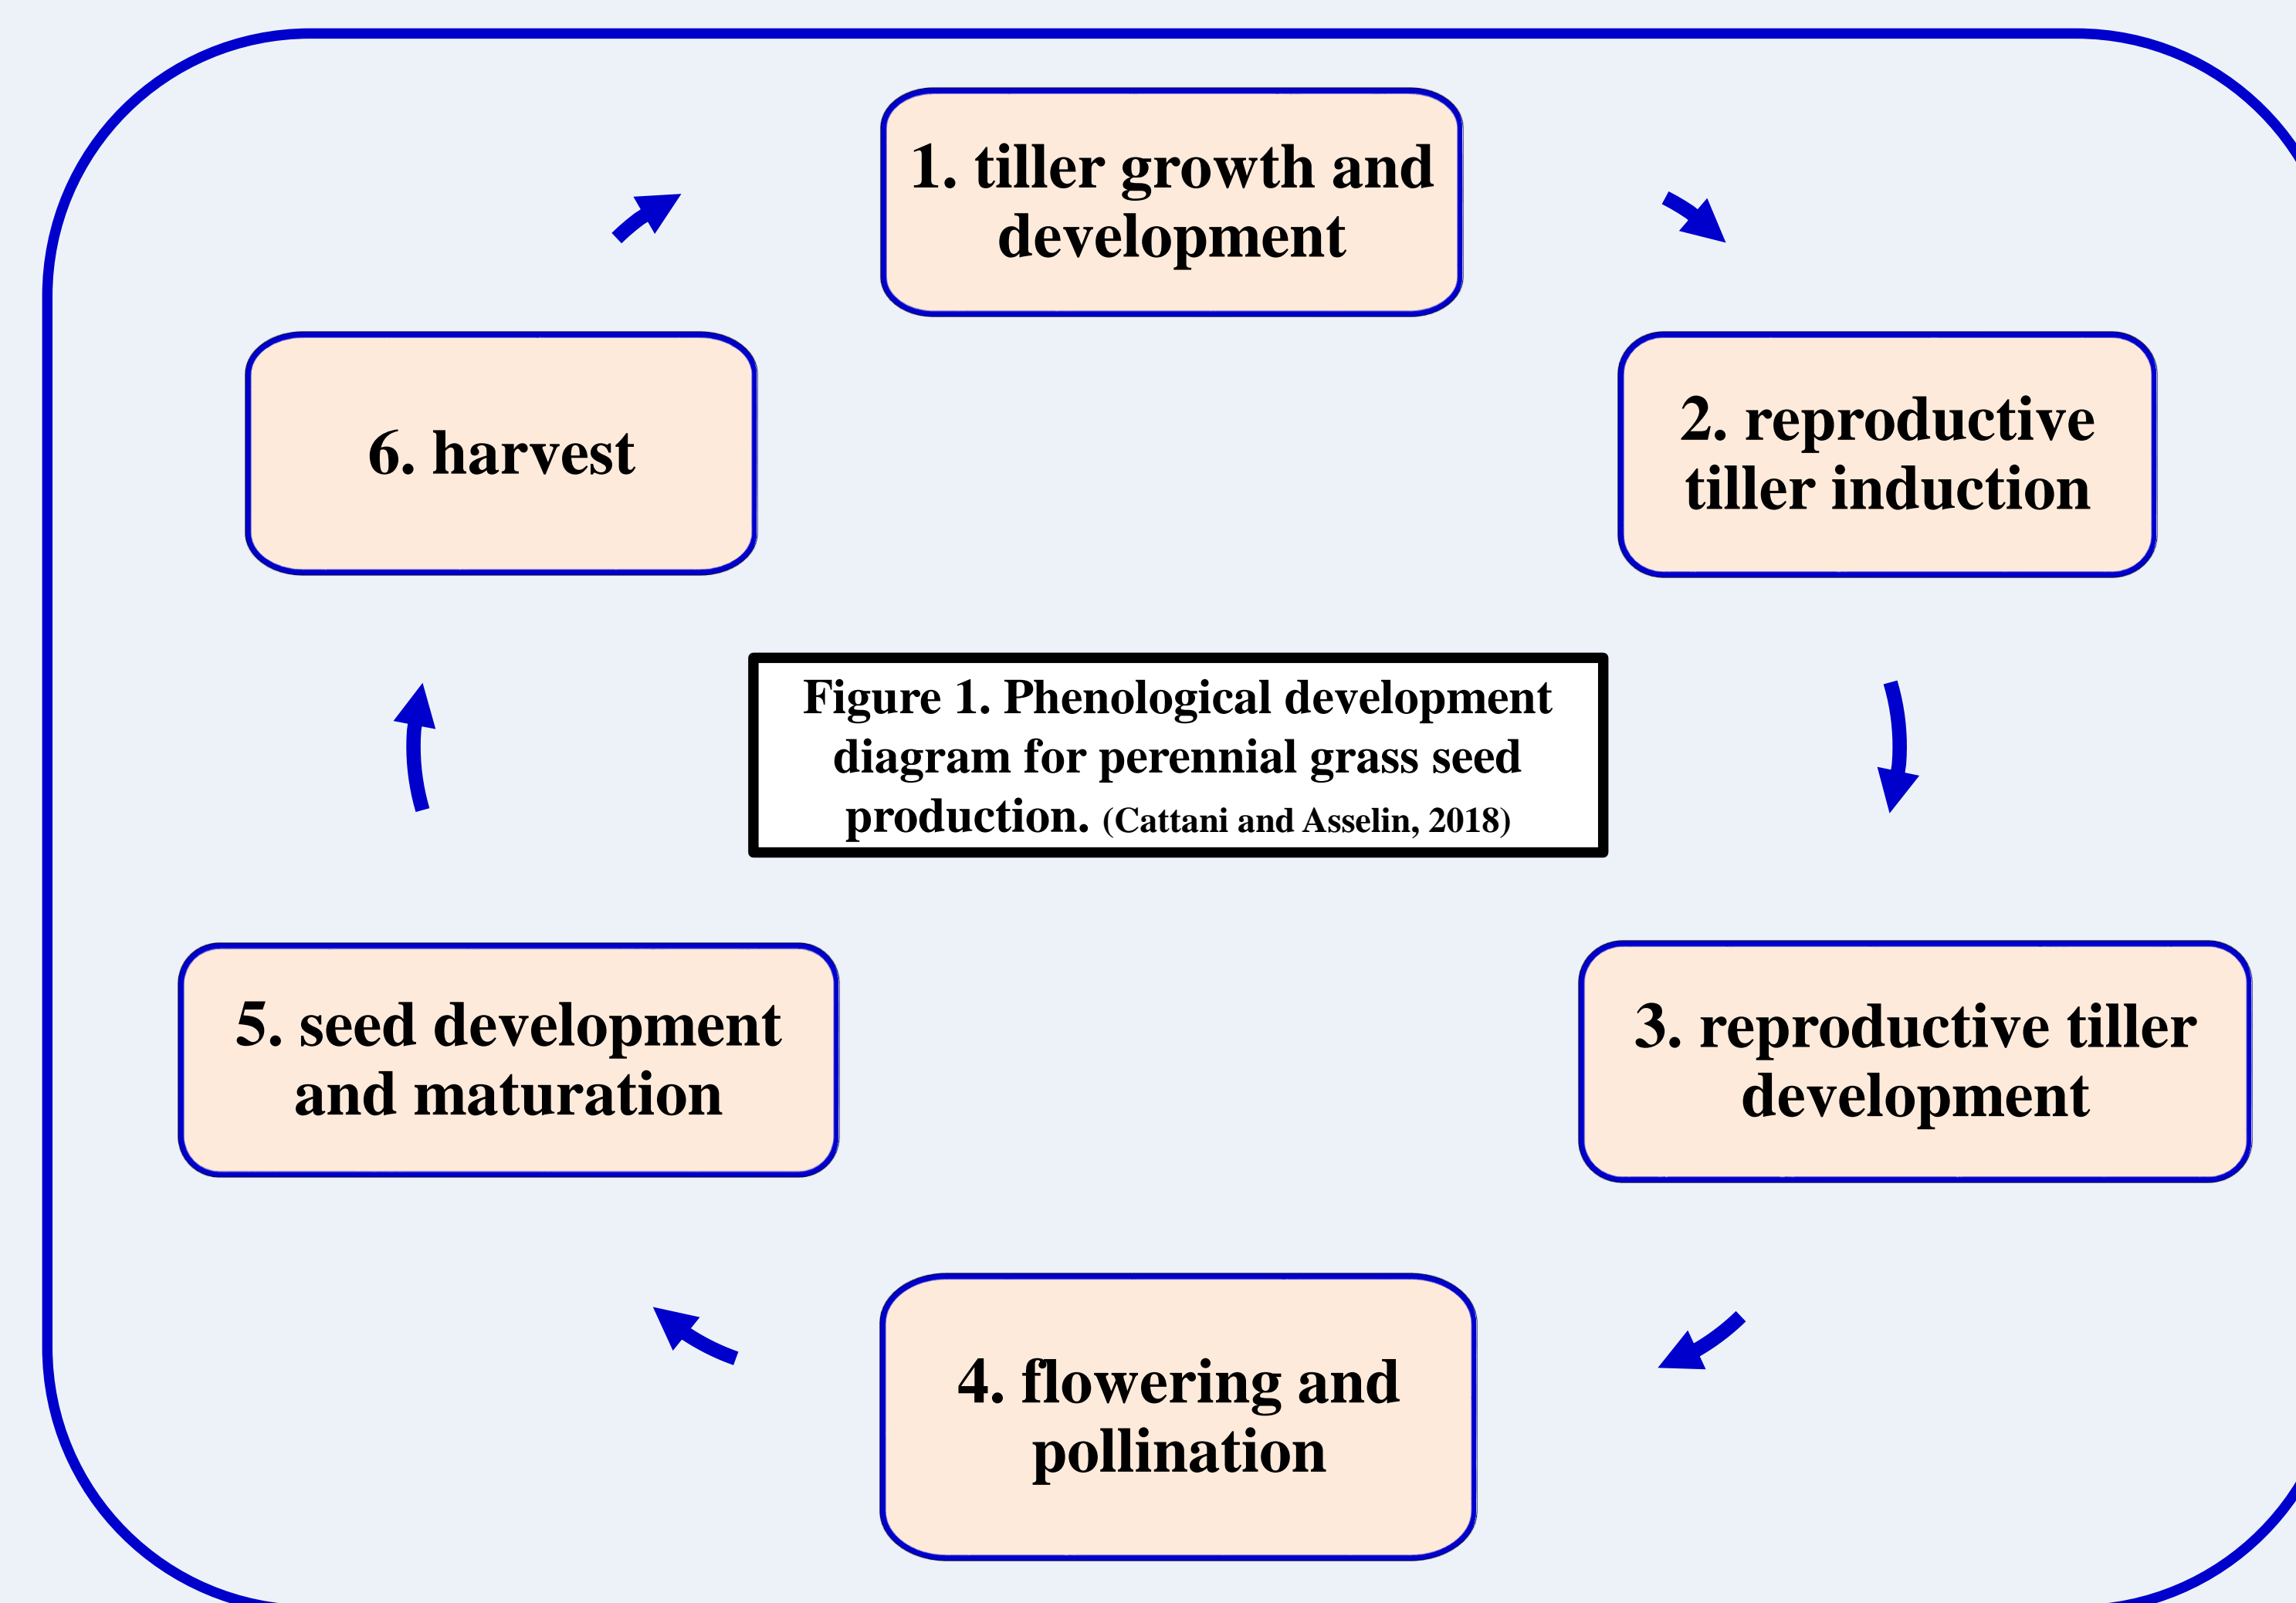 1. tiller growth and
development
2. reproductive
tiller induction
3. reproductive tiller
development
4. flowering and
pollination
5. seed development
and maturation
6. harvest
Figure 1. Phenological development
diagram for perennial grass seed
production. (Cattani and Asselin, 2018)